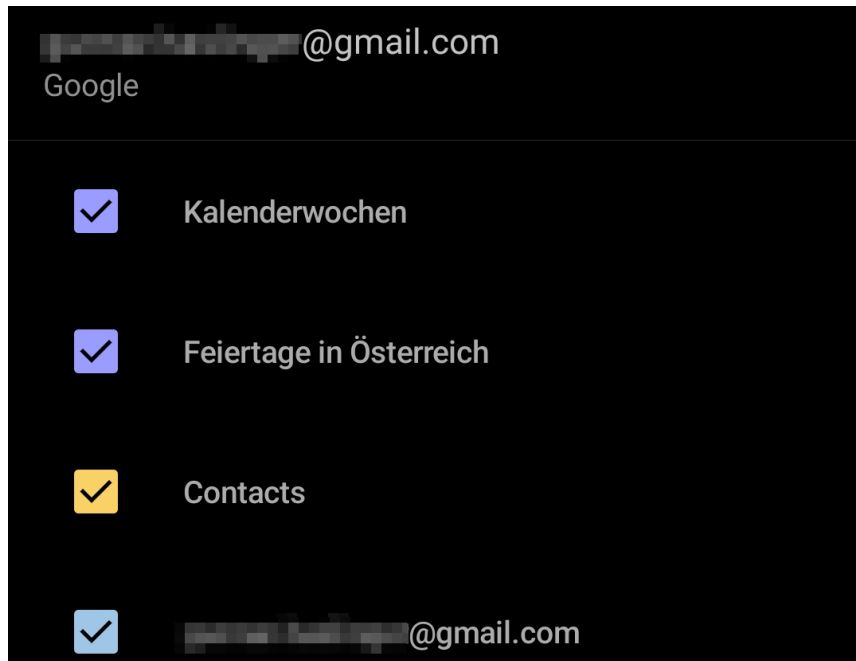 @gmail.com
Google
Kalenderwochen
Feiertage in Österreich
Contacts
@gmail.com